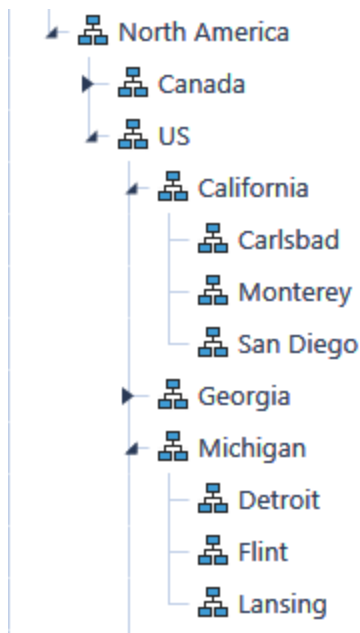 North America
Canada
US
California
Carlsbad
Monterey
San Diego
Georgia
Michigan
Detroit
Flint
Lansing